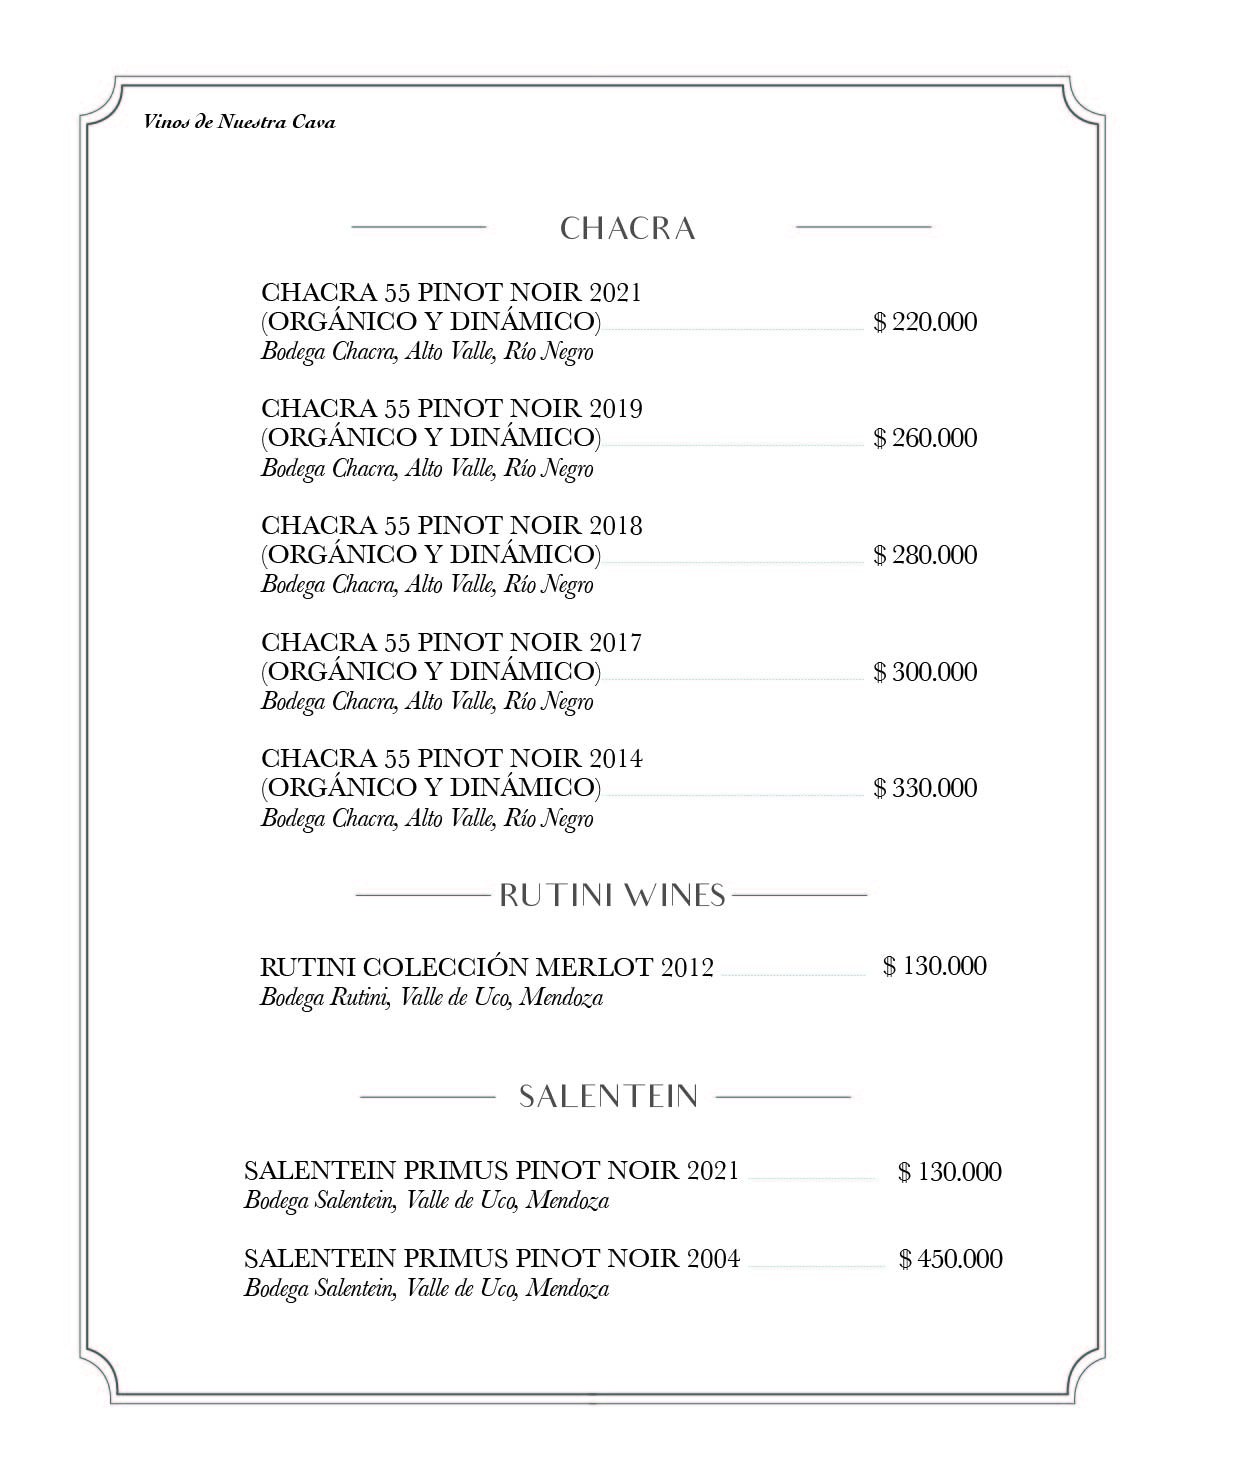 Vinos de Nuestra Cava
CHACRA
CHACRA 55 PINOT NOIR 2021
(ORGÁNICO Y DINÁMICO) $ 220.000
Bodega Chacra, Alto Valle, Río Negro
CHACRA 55 PINOT NOIR 2019
(ORGÁNICO Y DINÁMICO) $ 260.000
Bodega Chacra, Alto Valle, Río Negro
CHACRA 55 PINOT NOIR 2018
(ORGÁNICO Y DINÁMICO) $ 280.000
Bodega Chacra, Alto Valle, Río Negro
CHACRA 55 PINOT NOIR 2017
(ORGÁNICO Y DINÁMICO) $ 300.000
Bodega Chacra, Alto Valle, Río Negro
CHACRA 55 PINOT NOIR 2014
(ORGÁNICO Y DINÁMICO) $ 330.000
Bodega Chacra, Alto Valle, Río Negro
RUTINI WINES
RUTINI COLECCIÓN MERLOT 2012 $ 130.000
Bodega Rutini, Valle de Uco, Mendoza
SALENTEIN
SALENTEIN PRIMUS PINOT NOIR 2021 $ 130.000
Bodega Salentein, Valle de Uco, Mendoza
SALENTEIN PRIMUS PINOT NOIR 2004 $ 450.000
Bodega Salentein, Valle de Uco, Mendoza